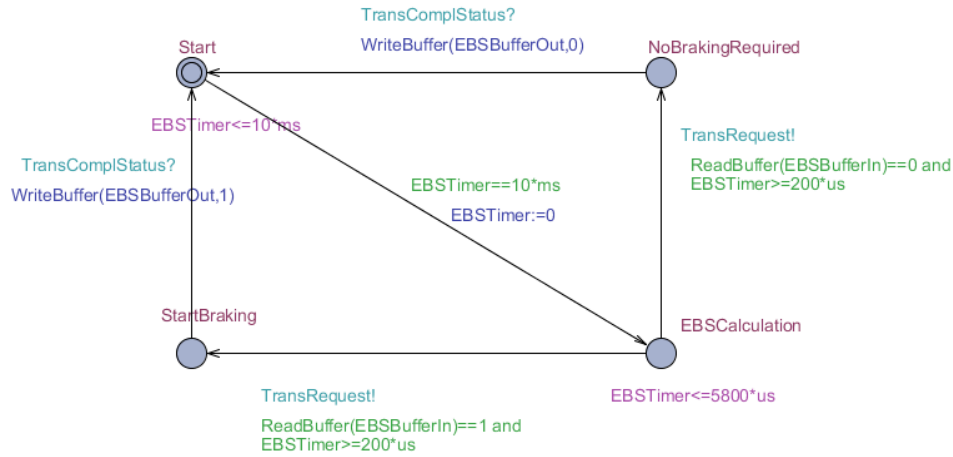 TransComplStatus?
WriteBuffer(EBSBufferOut,0)
Start
NoBrakingRequired
EBSTimer<=10*ms
TransRequest!
TransComplStatus?
ReadBuffer(EBSBufferIn)==0 and
EBSTimer>=200*us
WriteBuffer(EBSBufferOut,1)
EBSTimer==10*ms
EBSTimer:=0
StartBraking
EBSCalculation
TransRequest!
EBSTimer<=5800*us
ReadBuffer(EBSBufferIn)==1 and
EBSTimer>=200*us